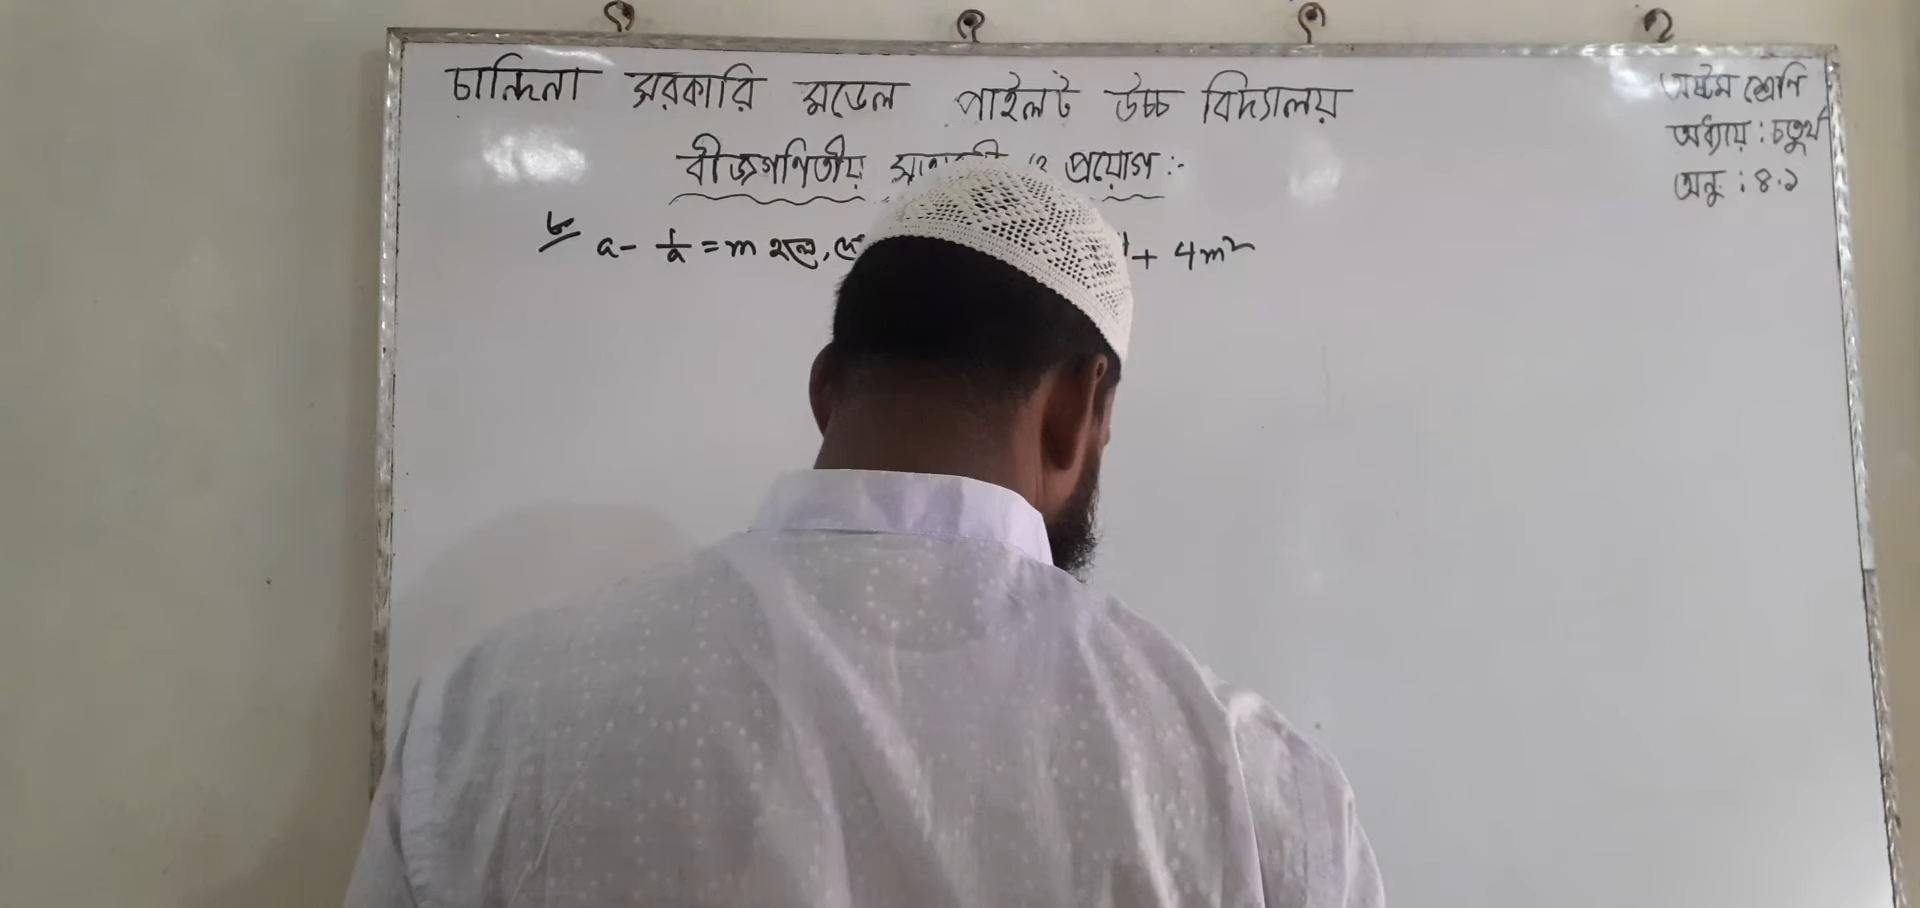 চান্দিনা সরকারি মডেল পাইলট উচ্চ বিদ্যালয়
বীজগণিতীয় ও প্রয়োগ :-
৮ a - 1/a = m হলে, + 4m²
অষ্টম শ্রেণি
অধ্যায় : চতুর্থ
অনু : ৪.১